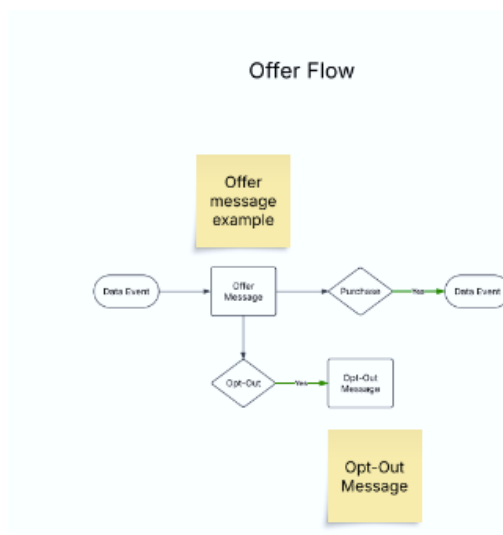 Offer Flow
Offer
message
example
Data Event
Offer
Message
Purchase
Yes
Data Event
Opt-Out
Yes
Opt-Out
Message
Opt-Out
Message